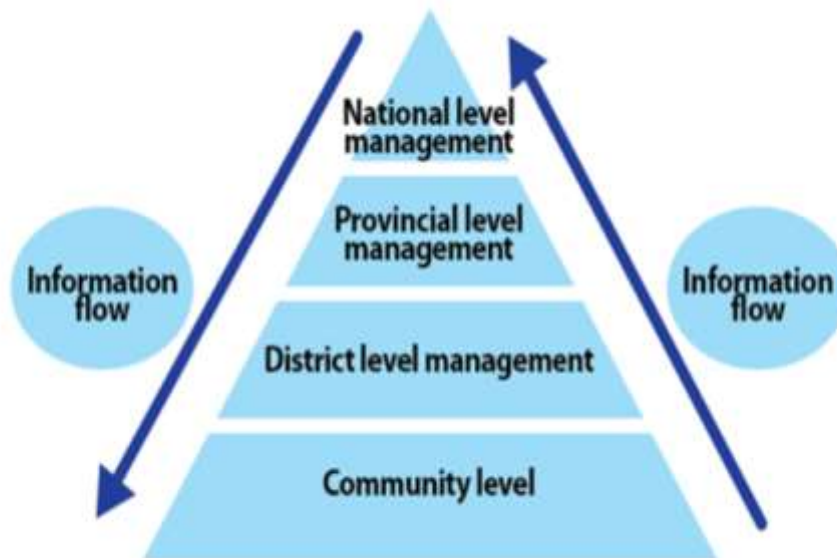 National level
management
Provincial level
management
Information
flow
Information
flow
District level management
Community level